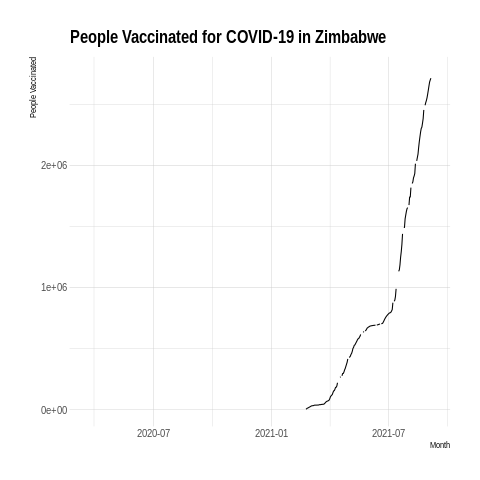 People Vaccinated for COVID-19 in Zimbabwe
People Vaccinated
2e+06
1e+06
0e+00
2020-07
2021-01
2021-07
Month